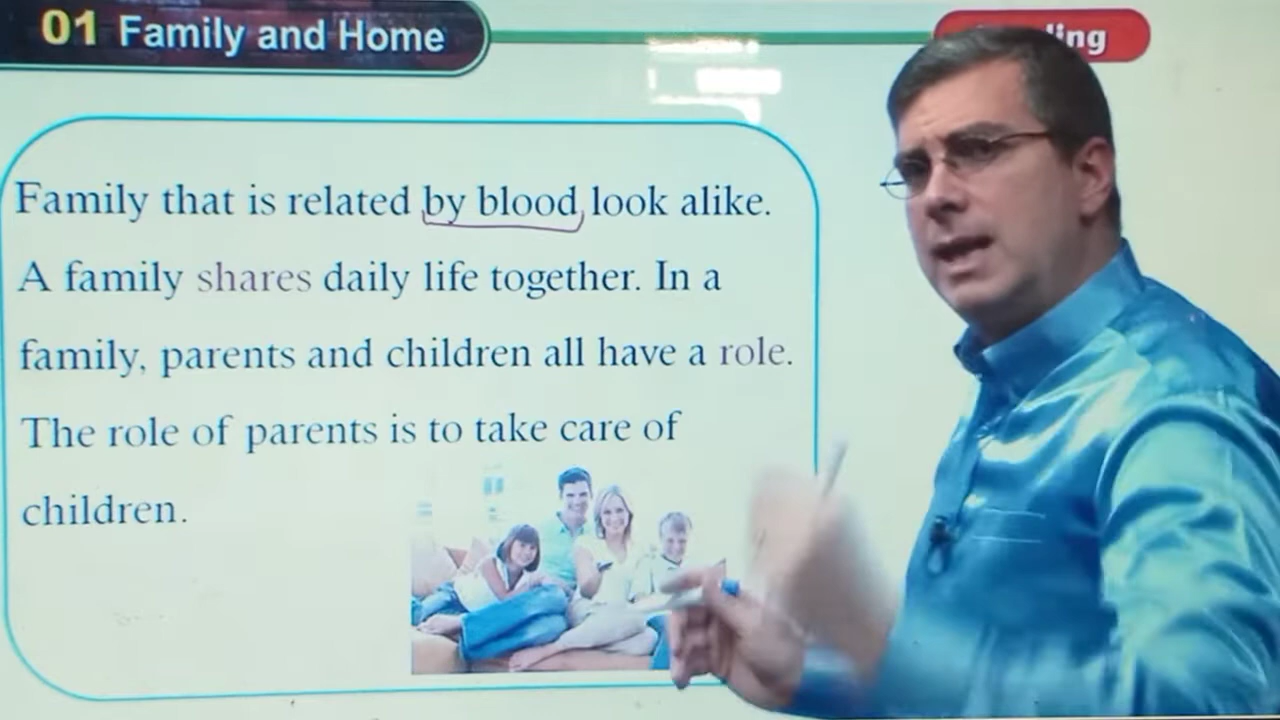 01 Family and Home
Family that is related by blood look alike.
A family shares daily life together. In a
family, parents and children all have a role.
The role of parents is to take care of
children.